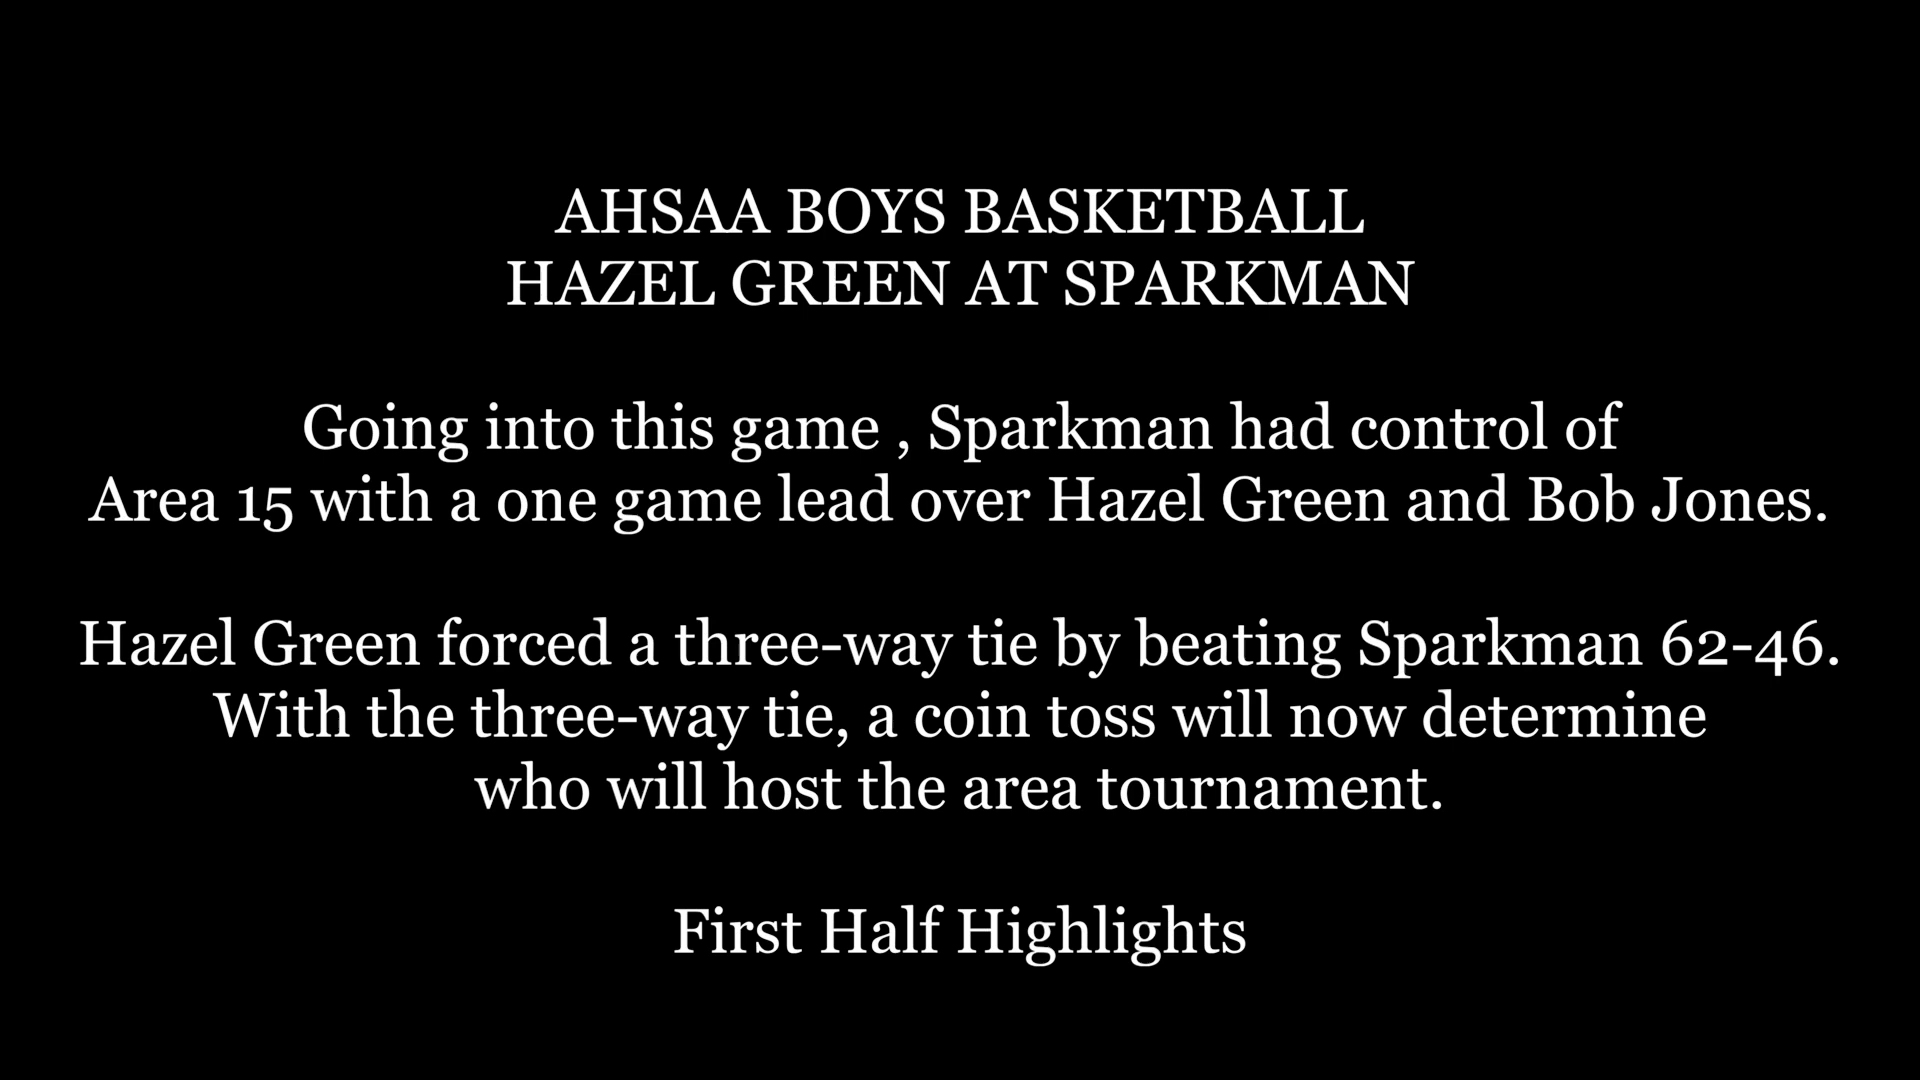 AHSAA BOYS BASKETBALL
HAZEL GREEN AT SPARKMAN
Going into this game , Sparkman had control of
Area 15 with a one game lead over Hazel Green and Bob Jones.
Hazel Green forced a three-way tie by beating Sparkman 62-46.
With the three-way tie, a coin toss will now determine
who will host the area tournament.
First Half Highlights